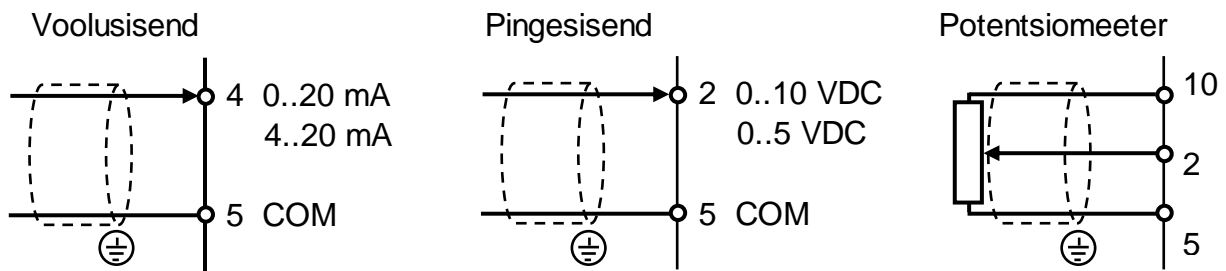 Voolusisend
4 0..20 mA
4..20 mA
5 COM
Pingesisend
2 0..10 VDC
0..5 VDC
5 COM
Potentsiomeeter
10
2
5